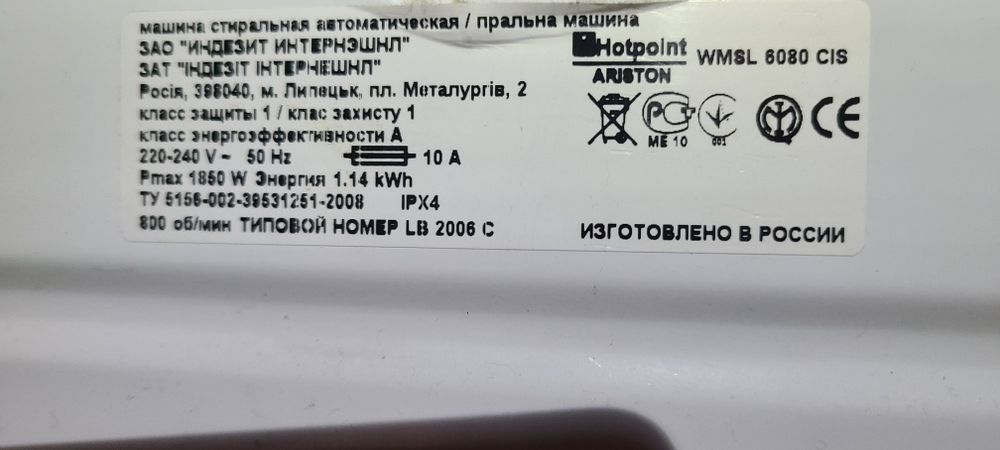 машина стиральная автоматическая / пральна машина
ЗАО "ИНДЕЗИТ ИНТЕРНЭШНЛ"
ЗАТ "ІНДЕЗІТ ІНТЕРНЕШНЛ"
Росія, 398040, м. Липецьк, пл. Металургів, 2
класс защиты 1 / клас захисту 1
класс энергоэффективности А
220-240 V ~ 50 Hz 10 A
Pmax 1850 W Энергия 1.14 kWh
ТУ 5156-002-39531251-2008 IPX4
800 об/мин ТИПОВОЙ НОМЕР LB 2006 C
Hotpoint
ARISTON
WMSL 6080 CIS
РСТ
ME 10
001
CE
ИЗГОТОВЛЕНО В РОССИИ